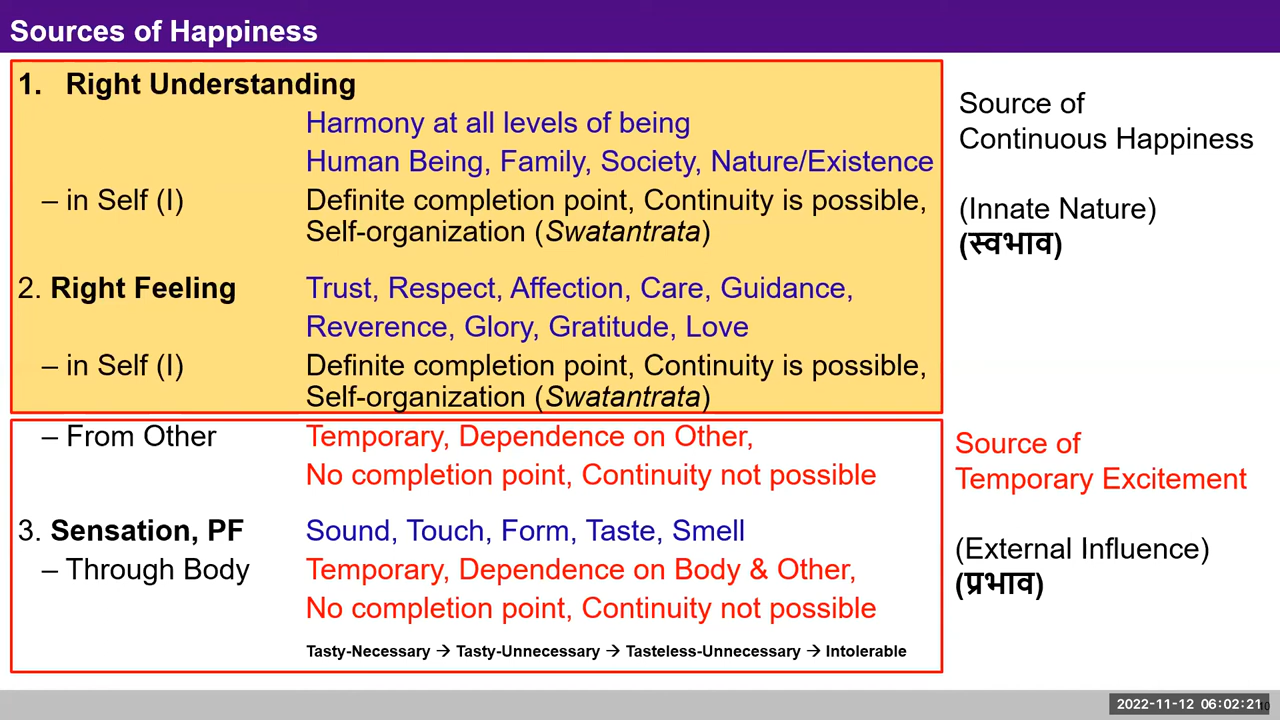 Sources of Happiness
1. Right Understanding
Harmony at all levels of being
Human Being, Family, Society, Nature/Existence
– in Self (I) Definite completion point, Continuity is possible,
Self-organization (Swatantrata)
2. Right Feeling Trust, Respect, Affection, Care, Guidance,
Reverence, Glory, Gratitude, Love
– in Self (I) Definite completion point, Continuity is possible,
Self-organization (Swatantrata)
Source of
Continuous Happiness
(Innate Nature)
(स्वभाव)
– From Other Temporary, Dependence on Other,
No completion point, Continuity not possible
3. Sensation, PF Sound, Touch, Form, Taste, Smell
– Through Body Temporary, Dependence on Body & Other,
No completion point, Continuity not possible
Tasty-Necessary → Tasty-Unnecessary → Tasteless-Unnecessary → Intolerable
Source of
Temporary Excitement
(External Influence)
(प्रभाव)
2022-11-12 06:02:21